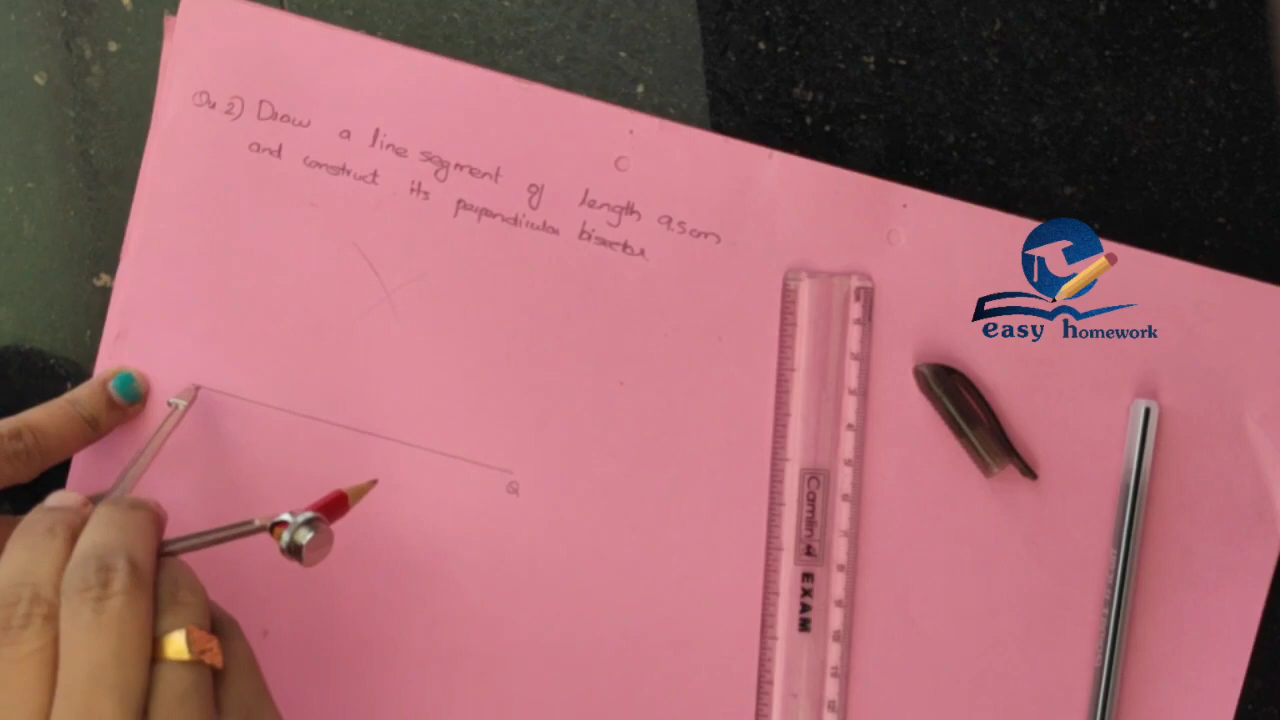 Qu 2) Draw a line segment of length 9.5cm
and construct its perpendicular bisector
Q
Camlin
EXAM
easy homework